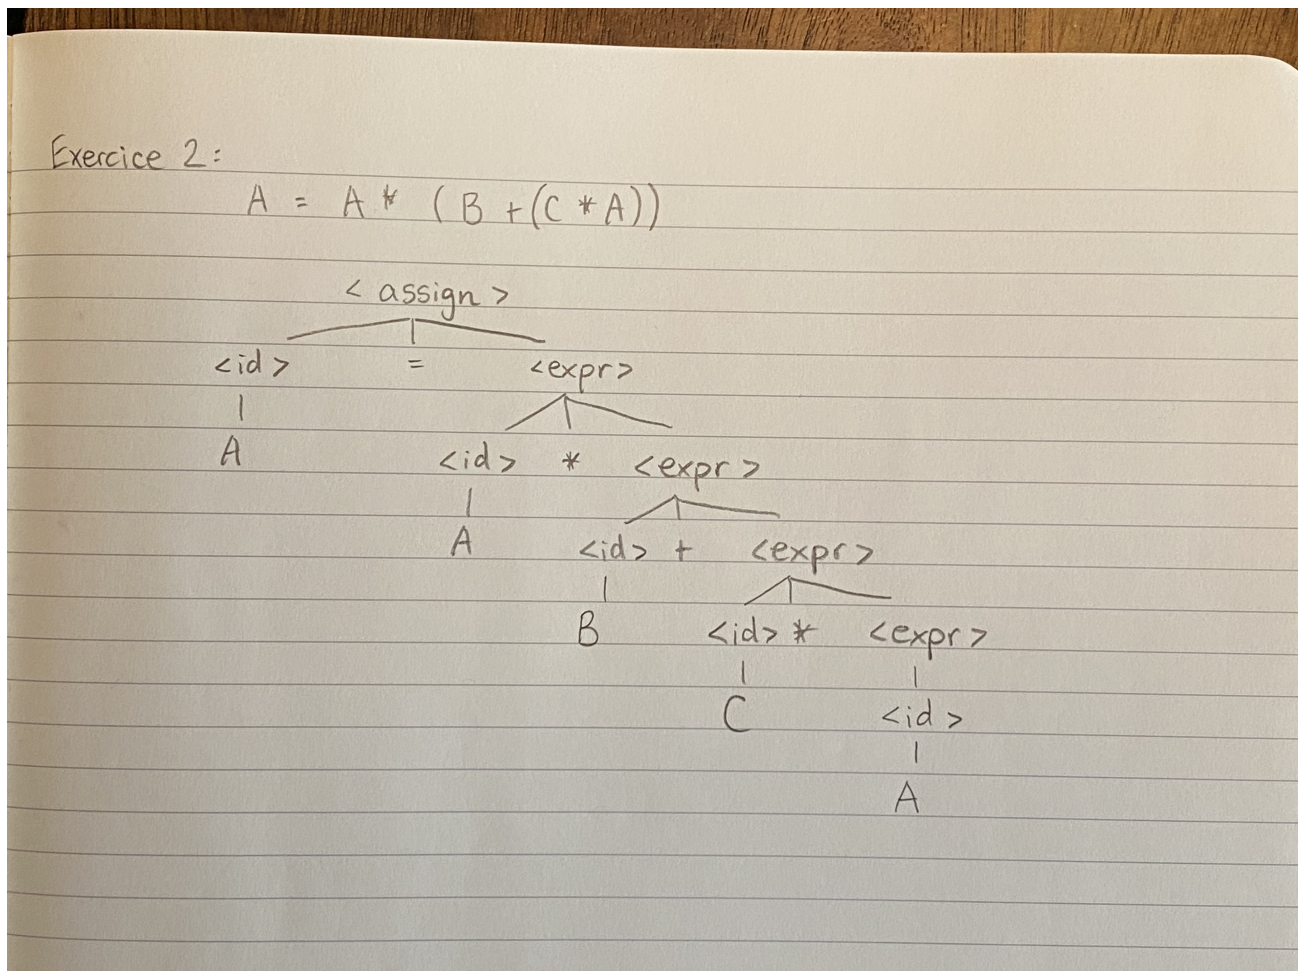 Exercice 2:
A = A * (B + (C * A))
< assign >
<id> = <expr>
A <id> * <expr>
A <id> + <expr>
B <id> * <expr>
C <id>
A